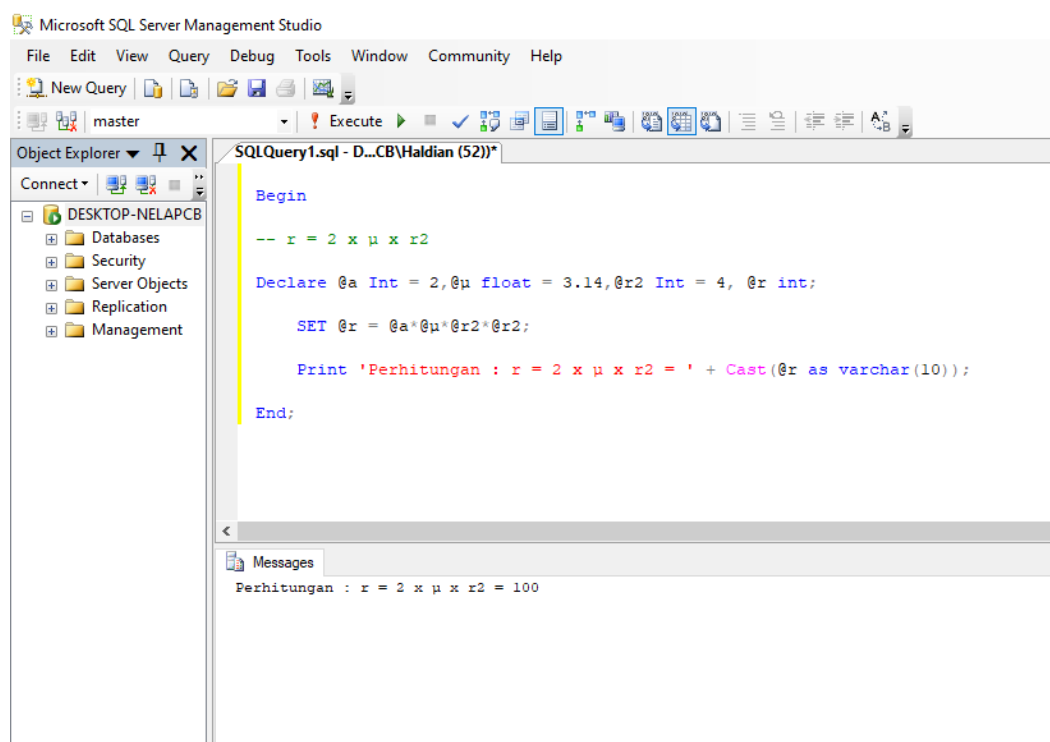 Microsoft SQL Server Management Studio
File Edit View Query Debug Tools Window Community Help
New Query
master Execute
Object Explorer
SQLQuery1.sql - D...CB\Haldian (52))*
Connect
DESKTOP-NELAPCB
Databases
Security
Server Objects
Replication
Management
Begin
-- r = 2 x µ x r2
Declare @a Int = 2,@µ float = 3.14,@r2 Int = 4, @r int;
SET @r = @a*@µ*@r2*@r2;
Print 'Perhitungan : r = 2 x µ x r2 = ' + Cast(@r as varchar(10));
End;
Messages
Perhitungan : r = 2 x µ x r2 = 100